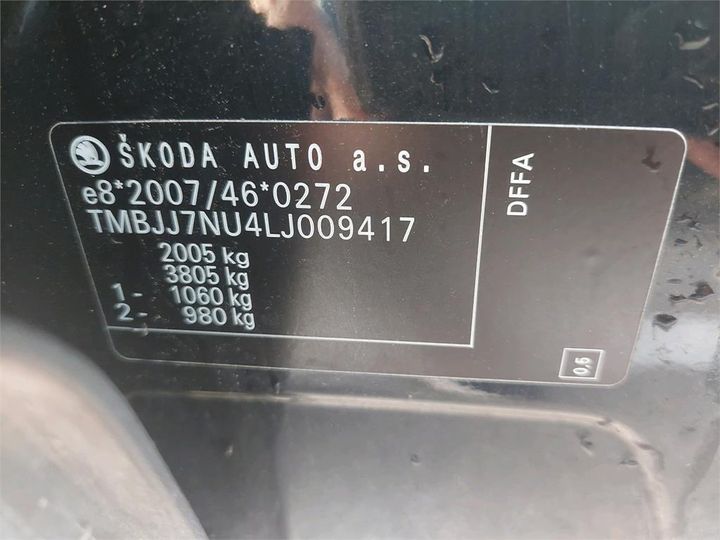 ŠKODA AUTO a.s.
e8*2007/46*0272
TMBJJ7NU4LJ009417
2005 kg
3805 kg
1- 1060 kg
2- 980 kg
DFFA
0,5